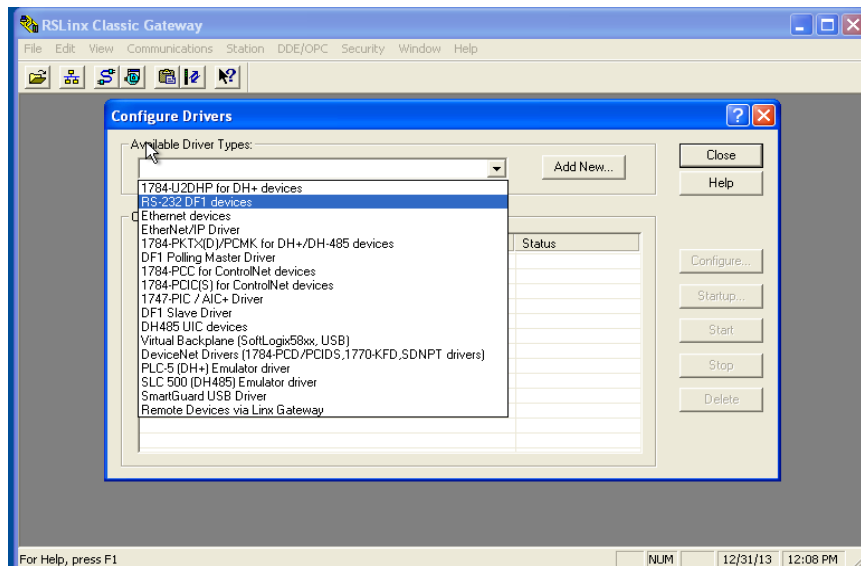 RSLinx Classic Gateway
File Edit View Communications Station DDE/OPC Security Window Help
Configure Drivers
Available Driver Types:
Close
Add New...
Help
1784-U2DHP for DH+ devices
RS-232 DF1 devices
Ethernet devices
EtherNet/IP Driver
1784-PKTX(D)/PCMK for DH+/DH-485 devices
DF1 Polling Master Driver
1784-PCC for ControlNet devices
1784-PCIC(S) for ControlNet devices
1747-PIC / AIC+ Driver
DF1 Slave Driver
DH485 UIC devices
Virtual Backplane (SoftLogix58xx, USB)
DeviceNet Drivers (1784-PCD/PCIDS,1770-KFD,SDNPT drivers)
PLC-5 (DH+) Emulator driver
SLC 500 (DH485) Emulator driver
SmartGuard USB Driver
Remote Devices via Linx Gateway
Status
Configure...
Startup...
Start
Stop
Delete
For Help, press F1
NUM
12/31/13
12:08 PM